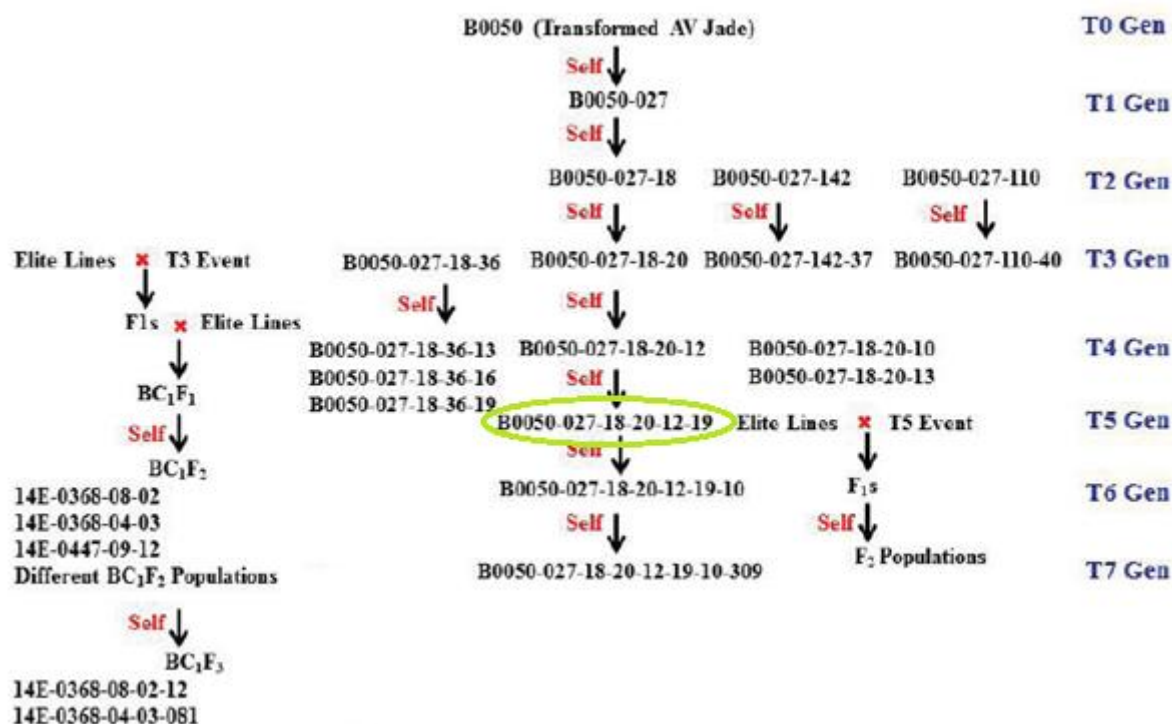 B0050 (Transformed AV Jade) T0 Gen
Self
B0050-027 T1 Gen
Self
B0050-027-18 B0050-027-142 B0050-027-110 T2 Gen
Self Self Self
Elite Lines × T3 Event B0050-027-18-36 B0050-027-18-20 B0050-027-142-37 B0050-027-110-40 T3 Gen
Self Self
F1s × Elite Lines
B0050-027-18-36-13 B0050-027-18-20-12 B0050-027-18-20-10 T4 Gen
B0050-027-18-36-16 Self B0050-027-18-20-13
BC₁F₁ B0050-027-18-36-19
B0050-027-18-20-12-19 Elite Lines × T5 Event T5 Gen
Self Self
BC₁F₂
B0050-027-18-20-12-19-10 F₁s T6 Gen
14E-0368-08-02
14E-0368-04-03 Self Self
14E-0447-09-12 F₂ Populations
Different BC₁F₂ Populations B0050-027-18-20-12-19-10-309 T7 Gen
Self
BC₁F₃
14E-0368-08-02-12
14E-0368-04-03-081